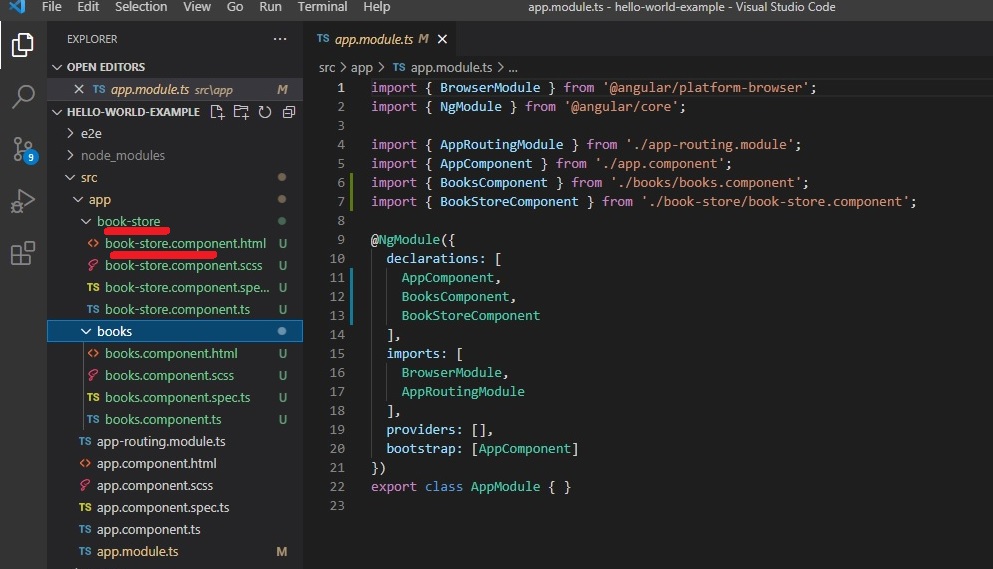 File Edit Selection View Go Run Terminal Help app.module.ts - hello-world-example - Visual Studio Code
EXPLORER ...
OPEN EDITORS
TS app.module.ts src\app M
HELLO-WORLD-EXAMPLE
e2e
node_modules
src
app
book-store
book-store.component.html U
book-store.component.scss U
TS book-store.component.spe... U
TS book-store.component.ts U
books
books.component.html U
books.component.scss U
TS books.component.spec.ts U
TS books.component.ts U
TS app-routing.module.ts
app.component.html
app.component.scss
TS app.component.spec.ts
TS app.component.ts
TS app.module.ts M
9
TS app.module.ts M
src > app > TS app.module.ts > ...
1 import { BrowserModule } from '@angular/platform-browser';
2 import { NgModule } from '@angular/core';
3
4 import { AppRoutingModule } from './app-routing.module';
5 import { AppComponent } from './app.component';
6 import { BooksComponent } from './books/books.component';
7 import { BookStoreComponent } from './book-store/book-store.component';
8
9 @NgModule({
10 declarations: [
11 AppComponent,
12 BooksComponent,
13 BookStoreComponent
14 ],
15 imports: [
16 BrowserModule,
17 AppRoutingModule
18 ],
19 providers: [],
20 bootstrap: [AppComponent]
21 })
22 export class AppModule { }
23